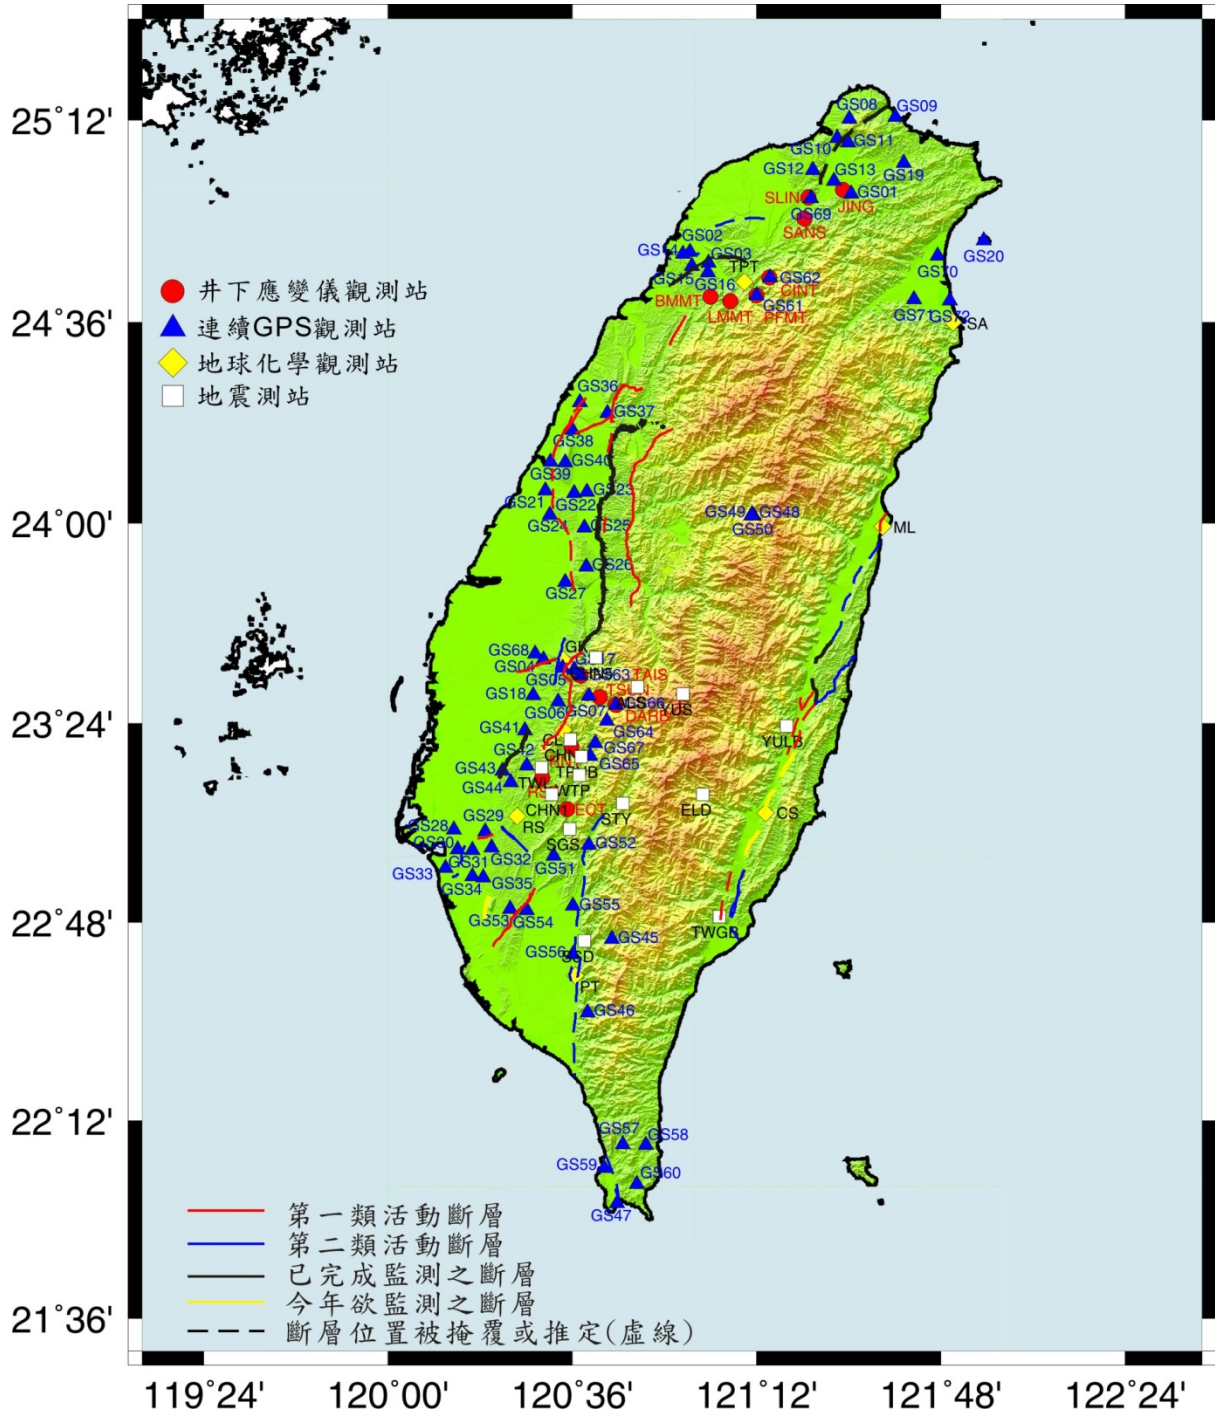 25°12'
24°36'
24°00'
23°24'
22°48'
22°12'
21°36'
119°24'
120°00'
120°36'
121°12'
121°48'
122°24'
井下應變儀觀測站
連續GPS觀測站
地球化學觀測站
地震測站
GS08
GS09
GS10
GS11
GS12
GS13
GS19
GS01
SLIN
JING
GS69
SANS
GS02
GS14
GS03
GS20
GS70
TPT
GS15
GS16
GS62
CINT
BMMT
GS61
LMMT
PFMT
GS71
GS72
SA
GS36
GS37
GS38
GS40
GS39
GS23
GS21
GS22
GS24
GS25
GS49
GS48
GS50
ML
GS26
GS27
GK
GS68
GS04
GS05
GS63
TAIS
GS18
GS06
GS07
GS66
YUS
DARB
GS41
GS64
YULB
GS42
GS67
GS65
GS43
GS44
TWL
WTP
CHN1
STY
ELD
CS
RS
GS28
GS29
GS30
GS31
GS32
GS52
GS51
GS33
GS34
GS35
GS53
GS54
GS55
TWGB
GS45
GS56
SSD
PT
GS46
GS57
GS58
GS59
GS60
GS47
第一類活動斷層
第二類活動斷層
已完成監測之斷層
今年欲監測之斷層
斷層位置被掩覆或推定(虛線)